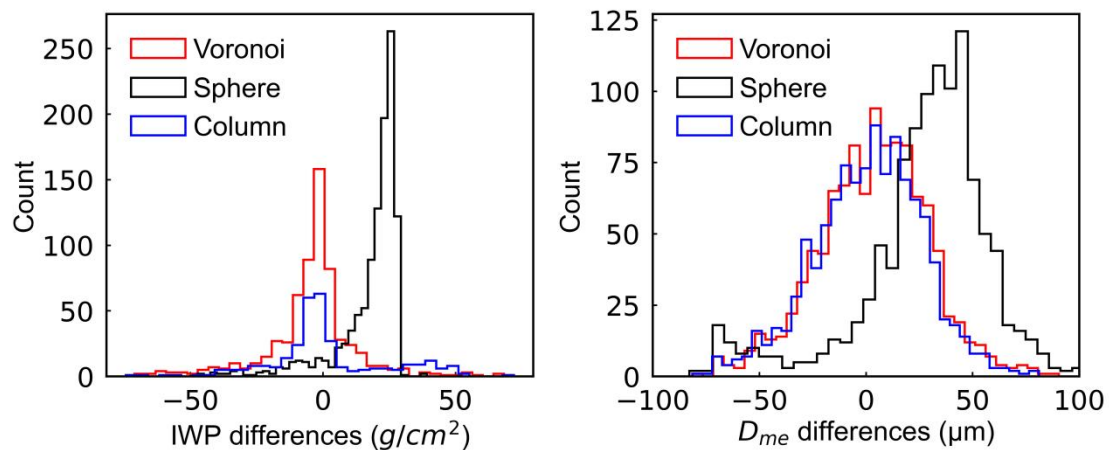 250
200
150
100
50
0
Count
Voronoi
Sphere
Column
−50
0
50
IWP differences (g/cm²)
125
100
75
50
25
0
Count
Voronoi
Sphere
Column
−100
−50
0
50
100
D_me differences (μm)